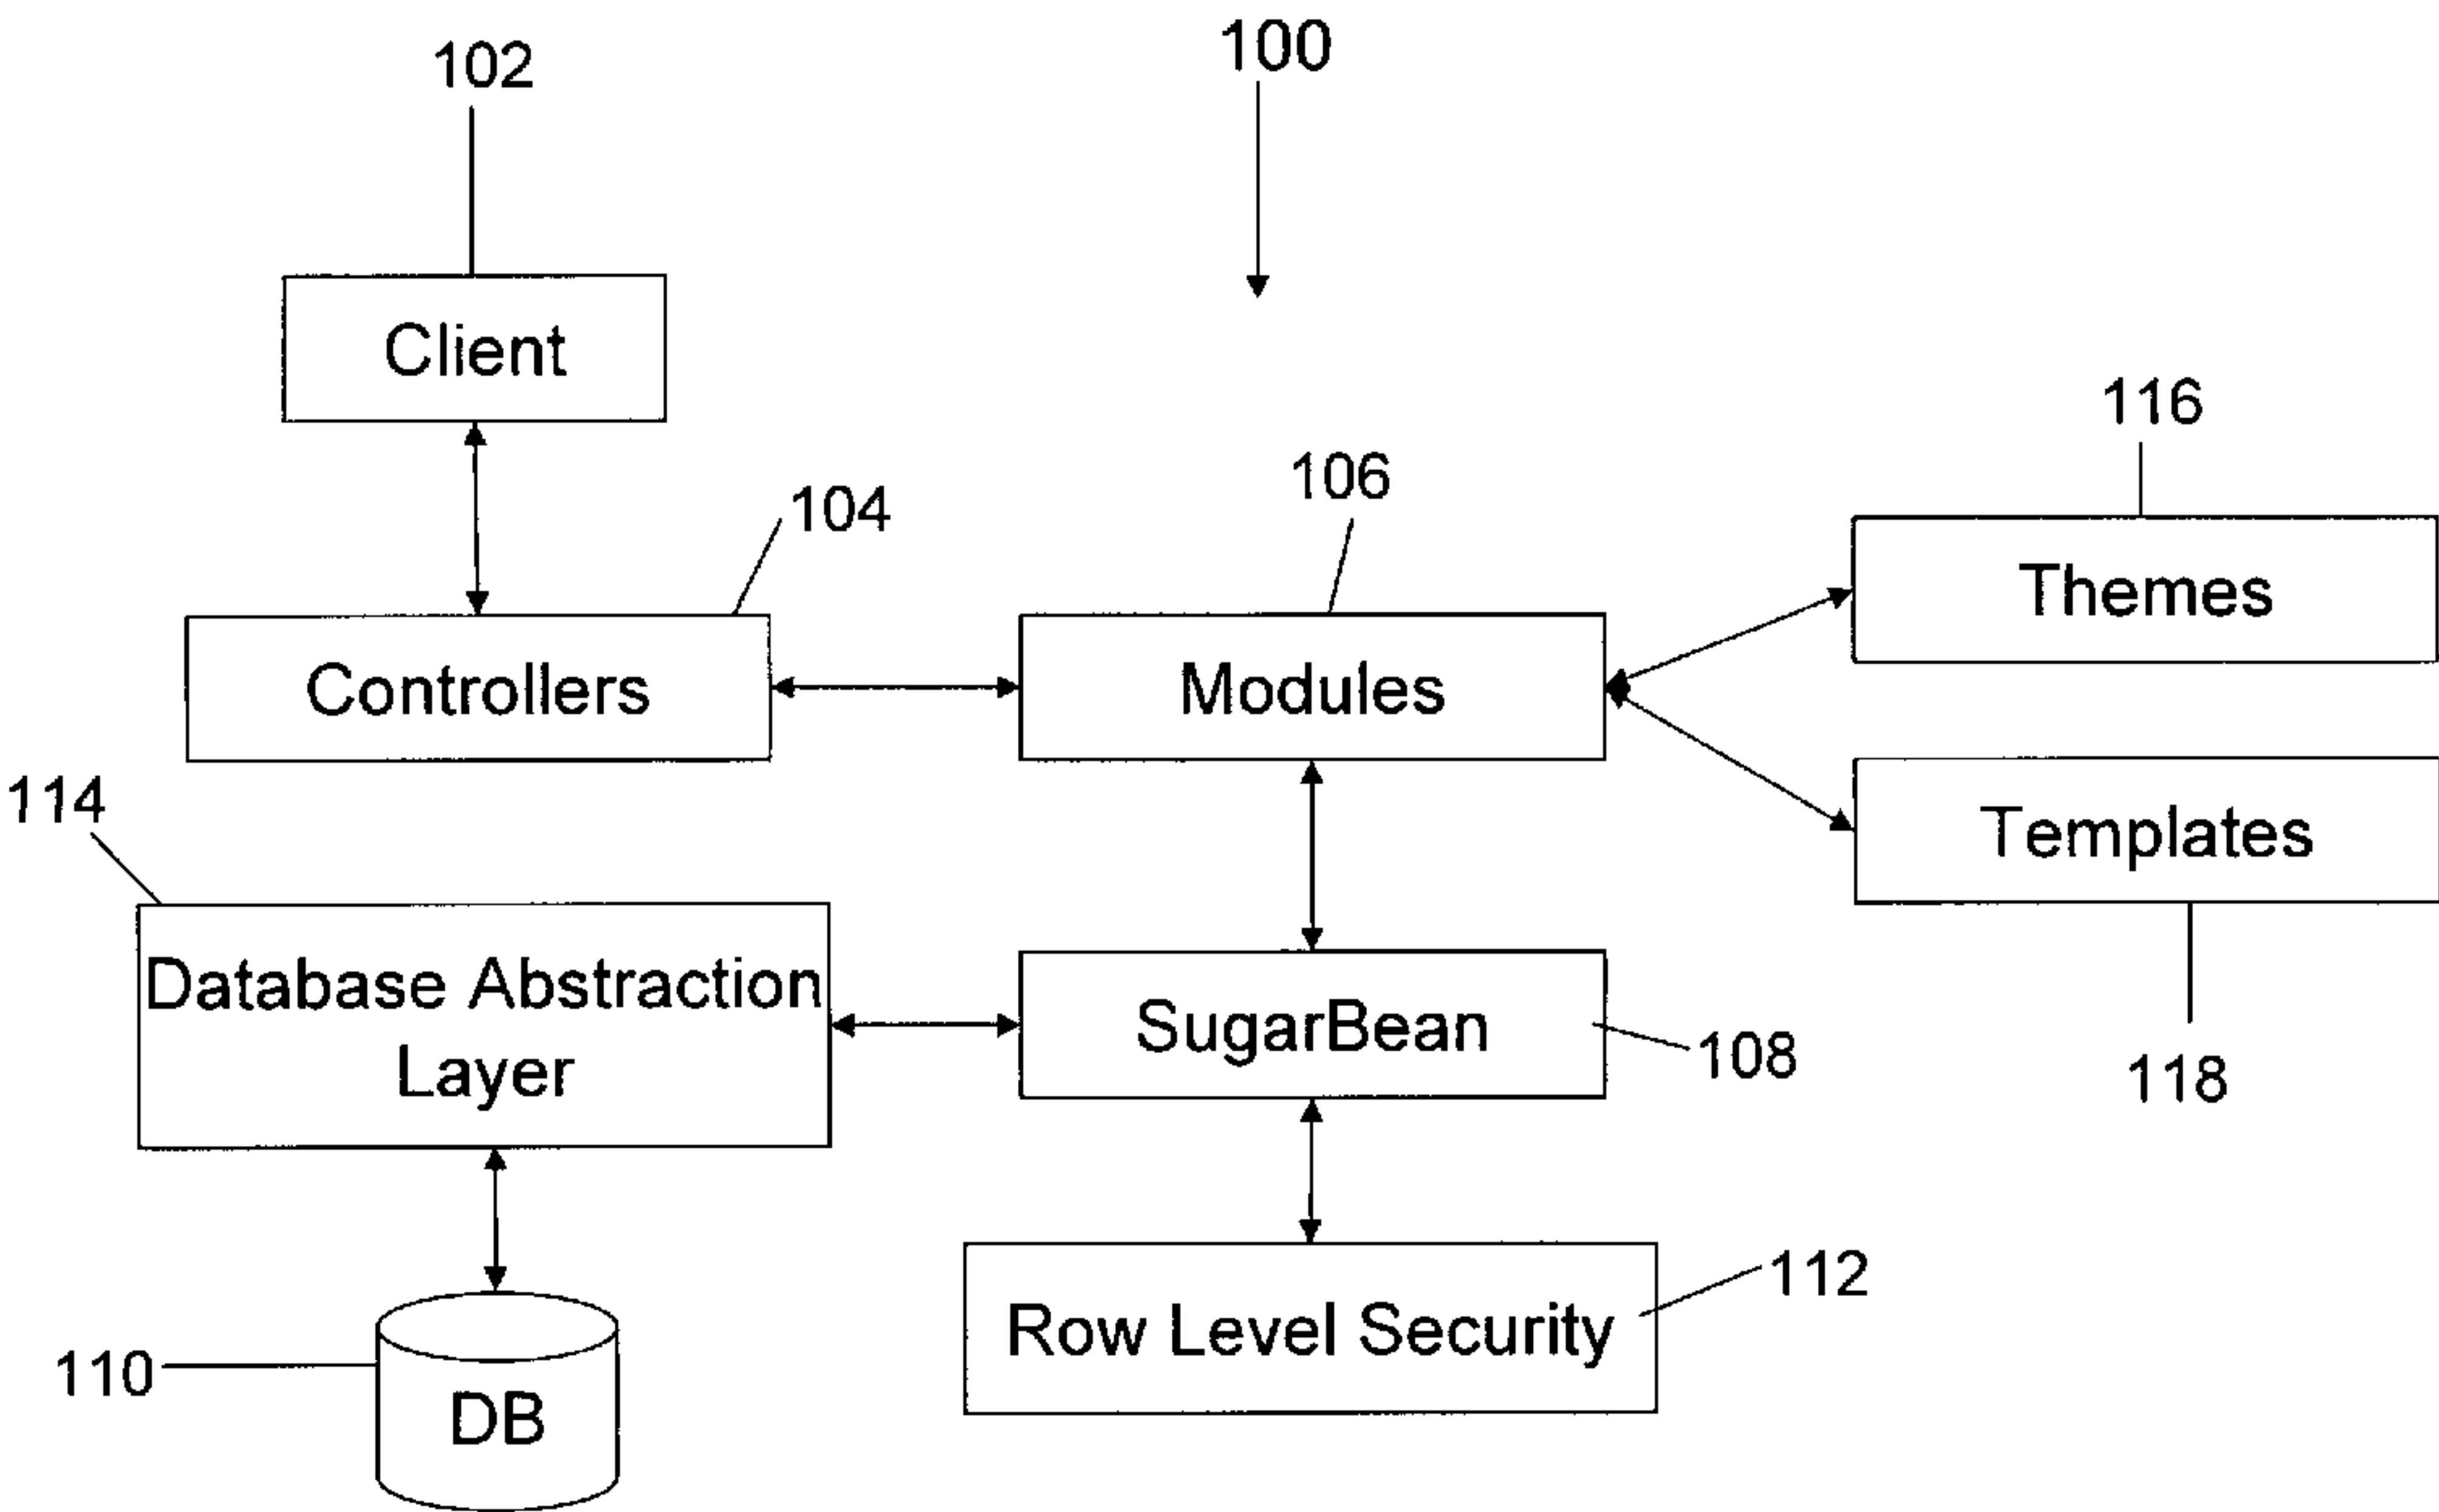 100
102
Client
116
106
104
Themes
Controllers
Modules
114
Templates
Database Abstraction
Layer
SugarBean
108
118
112
Row Level Security
110
DB